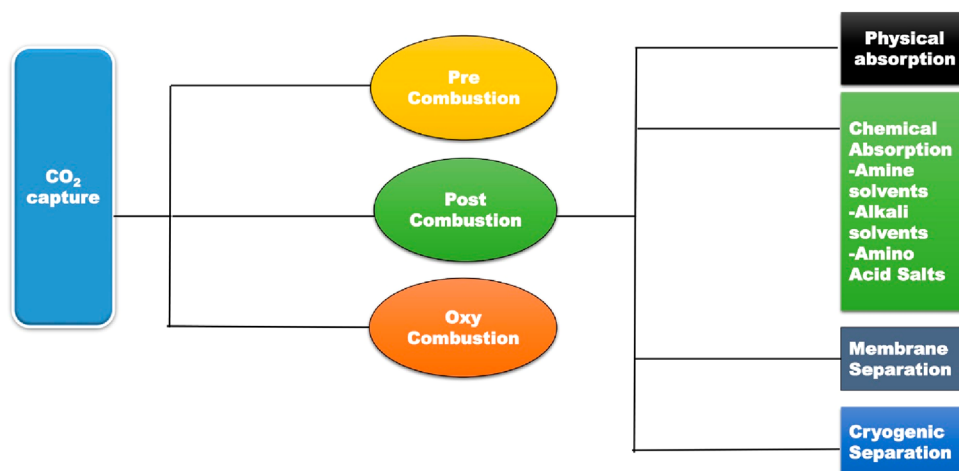 CO₂
capture
Pre
Combustion
Post
Combustion
Oxy
Combustion
Physical
absorption
Chemical
Absorption
-Amine
solvents
-Alkali
solvents
-Amino
Acid Salts
Membrane
Separation
Cryogenic
Separation